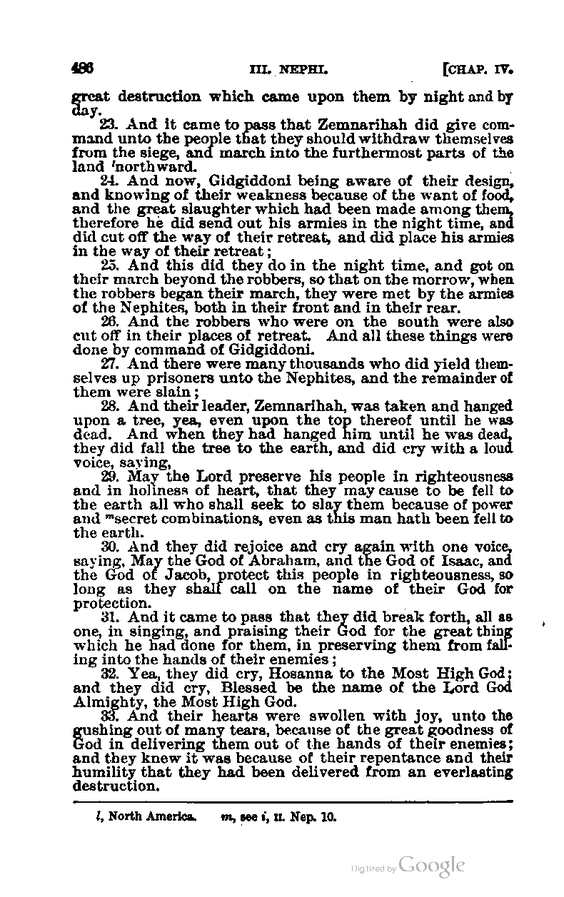 486 III. NEPHI. [CHAP. IV.
great destruction which came upon them by night and by
day.
23. And it came to pass that Zemnarihah did give com-
mand unto the people that they should withdraw themselves
from the siege, and march into the furthermost parts of the
land ˡnorthward.
24. And now, Gidgiddoni being aware of their design,
and knowing of their weakness because of the want of food,
and the great slaughter which had been made among them,
therefore he did send out his armies in the night time, and
did cut off the way of their retreat, and did place his armies
in the way of their retreat;
25. And this did they do in the night time, and got on
their march beyond the robbers, so that on the morrow, when
the robbers began their march, they were met by the armies
of the Nephites, both in their front and in their rear.
26. And the robbers who were on the south were also
cut off in their places of retreat. And all these things were
done by command of Gidgiddoni.
27. And there were many thousands who did yield them-
selves up prisoners unto the Nephites, and the remainder of
them were slain;
28. And their leader, Zemnarihah, was taken and hanged
upon a tree, yea, even upon the top thereof until he was
dead. And when they had hanged him until he was dead,
they did fall the tree to the earth, and did cry with a loud
voice, saying,
29. May the Lord preserve his people in righteousness
and in holiness of heart, that they may cause to be fell to
the earth all who shall seek to slay them because of power
and ᵐsecret combinations, even as this man hath been fell to
the earth.
30. And they did rejoice and cry again with one voice,
saying, May the God of Abraham, and the God of Isaac, and
the God of Jacob, protect this people in righteousness, so
long as they shall call on the name of their God for
protection.
31. And it came to pass that they did break forth, all as
one, in singing, and praising their God for the great thing
which he had done for them, in preserving them from fall-
ing into the hands of their enemies;
32. Yea, they did cry, Hosanna to the Most High God;
and they did cry, Blessed be the name of the Lord God
Almighty, the Most High God.
33. And their hearts were swollen with joy, unto the
gushing out of many tears, because of the great goodness of
God in delivering them out of the hands of their enemies;
and they knew it was because of their repentance and their
humility that they had been delivered from an everlasting
destruction.
l, North America. m, see i, II. Nep. 10.
Digitized by Google